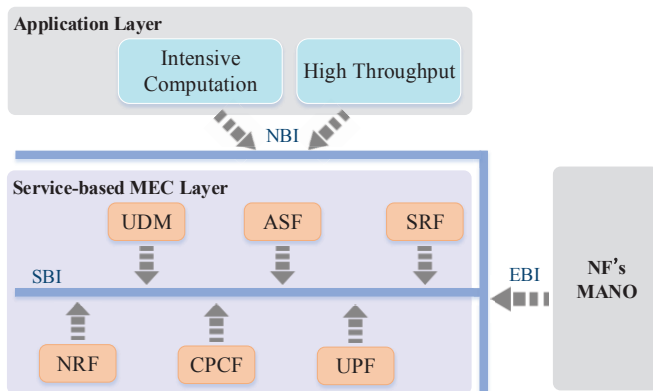 Application Layer
Intensive
Computation
High Throughput
NBI
Service-based MEC Layer
UDM
ASF
SRF
SBI
EBI
NF's
MANO
NRF
CPCF
UPF